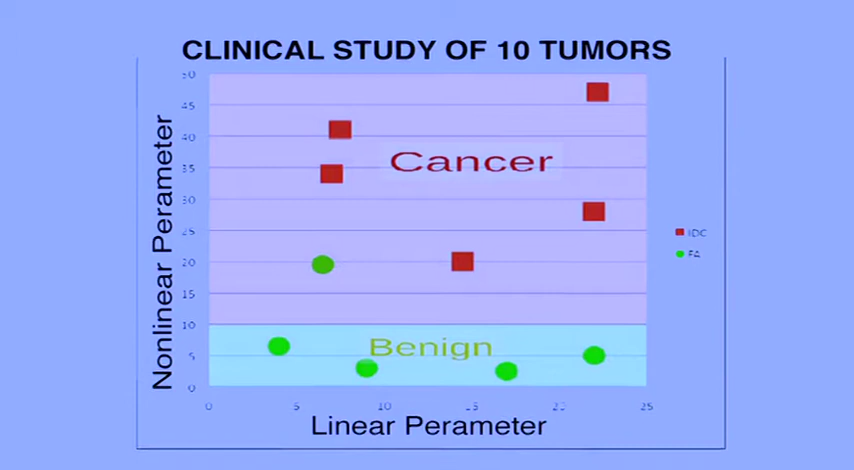 CLINICAL STUDY OF 10 TUMORS
50
45
40
35
30
25
20
15
10
5
0
Nonlinear Perameter
Cancer
Benign
IDC
FA
0 5 10 15 20 25
Linear Perameter